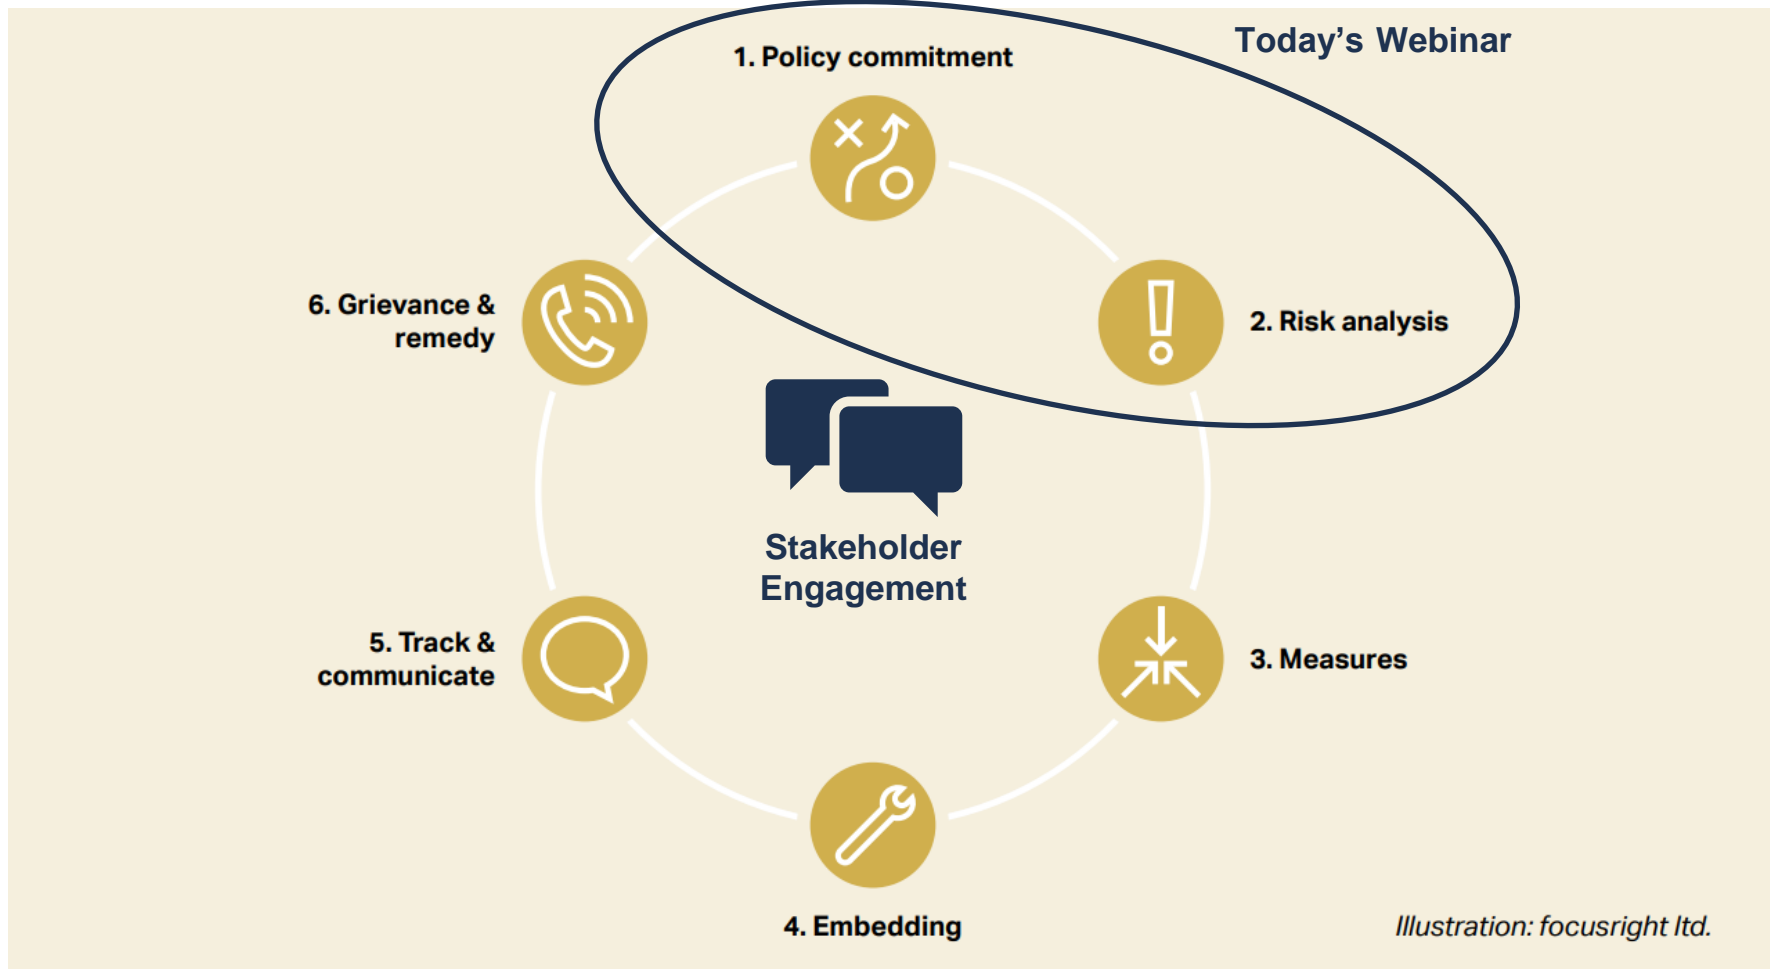 Today’s Webinar
1. Policy commitment
2. Risk analysis
3. Measures
4. Embedding
5. Track &
communicate
6. Grievance &
remedy
Stakeholder
Engagement
Illustration: focusright ltd.